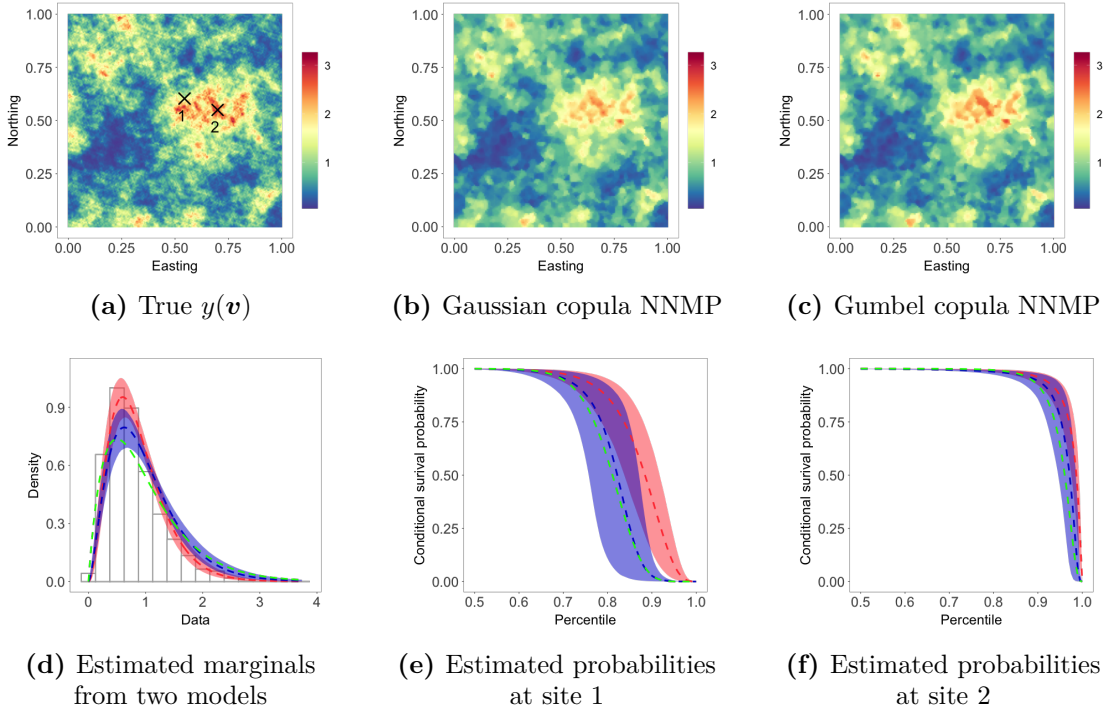 1.00
0.75
0.50
0.25
0.00
Northing
0.00 0.25 0.50 0.75 1.00
Easting
1
2
3
2
1
(a) True y(v)
1.00
0.75
0.50
0.25
0.00
Northing
0.00 0.25 0.50 0.75 1.00
Easting
3
2
1
(b) Gaussian copula NNMP
1.00
0.75
0.50
0.25
0.00
Northing
0.00 0.25 0.50 0.75 1.00
Easting
3
2
1
(c) Gumbel copula NNMP
0.9
0.6
0.3
0.0
Density
0 1 2 3 4
Data
(d) Estimated marginals
from two models
1.00
0.75
0.50
0.25
0.00
Conditional surival probability
0.5 0.6 0.7 0.8 0.9 1.0
Percentile
(e) Estimated probabilities
at site 1
1.00
0.75
0.50
0.25
0.00
Conditional surival probability
0.5 0.6 0.7 0.8 0.9 1.0
Percentile
(f) Estimated probabilities
at site 2